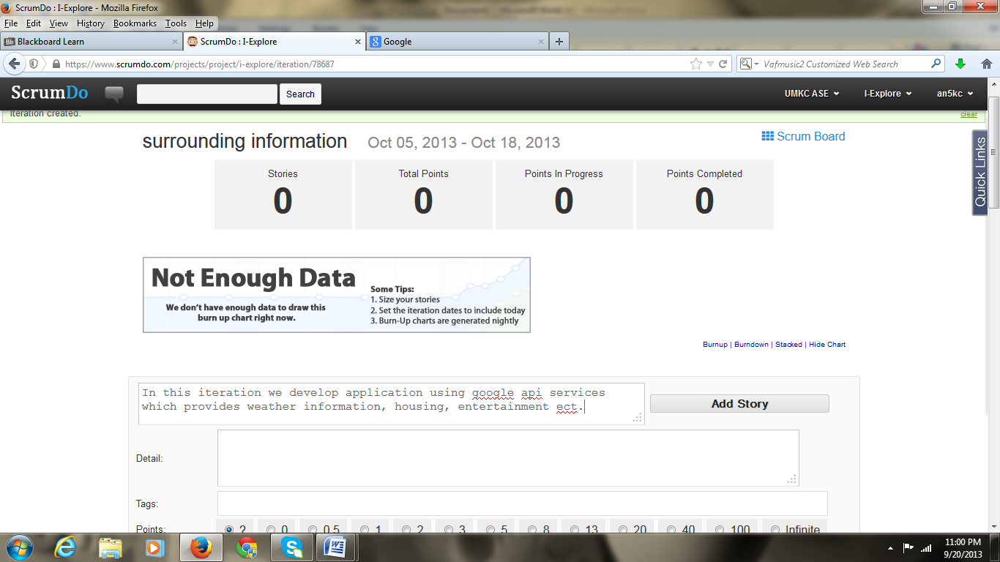 ScrumDo : I-Explore - Mozilla Firefox
File Edit View History Bookmarks Tools Help
Bb Blackboard Learn
ScrumDo : I-Explore
Google
https://www.scrumdo.com/projects/project/i-explore/iteration/78687
Vafmusic2 Customized Web Search
ScrumDo
Search
UMKC ASE
I-Explore
an5kc
Iteration created.
clear
surrounding information Oct 05, 2013 - Oct 18, 2013
Scrum Board
Quick Links
Stories Total Points Points In Progress Points Completed
0 0 0 0
Not Enough Data
We don't have enough data to draw this
burn up chart right now.
Some Tips:
1. Size your stories
2. Set the iteration dates to include today
3. Burn-Up charts are generated nightly
Burnup | Burndown | Stacked | Hide Chart
In this iteration we develop application using google api services
which provides weather information, housing, entertainment ect.
Add Story
Detail:
Tags:
Points: ? 0 0.5 1 2 3 5 8 13 20 40 100 Infinite
11:00 PM
9/20/2013